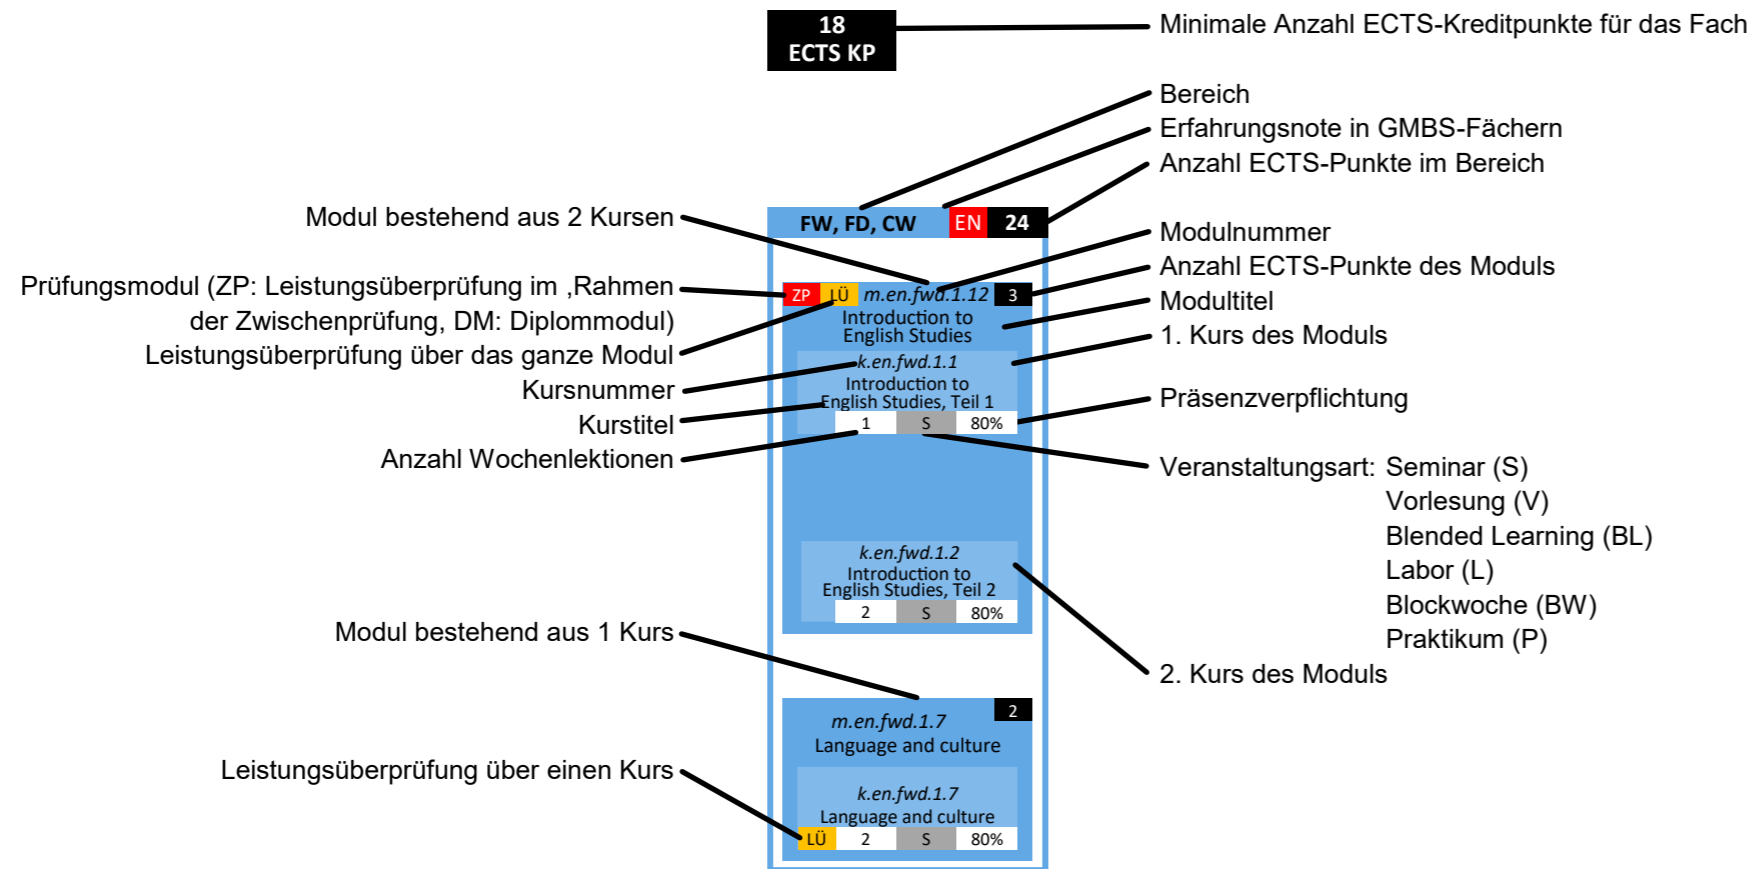 18
ECTS KP
Minimale Anzahl ECTS-Kreditpunkte für das Fach
Bereich
Erfahrungsnote in GMBS-Fächern
Anzahl ECTS-Punkte im Bereich
Modul bestehend aus 2 Kursen
FW, FD, CW EN 24
Modulnummer
Anzahl ECTS-Punkte des Moduls
Modultitel
1. Kurs des Moduls
Prüfungsmodul (ZP: Leistungsüberprüfung im ,Rahmen
der Zwischenprüfung, DM: Diplommodul)
Leistungsüberprüfung über das ganze Modul
Kursnummer
Kurstitel
Anzahl Wochenlektionen
ZP LÜ m.en.fwd.1.12 3
Introduction to
English Studies
k.en.fwd.1.1
Introduction to
English Studies, Teil 1
1 S 80%
Präsenzverpflichtung
Veranstaltungsart: Seminar (S)
Vorlesung (V)
Blended Learning (BL)
Labor (L)
Blockwoche (BW)
Praktikum (P)
2. Kurs des Moduls
k.en.fwd.1.2
Introduction to
English Studies, Teil 2
2 S 80%
Modul bestehend aus 1 Kurs
2
m.en.fwd.1.7
Language and culture
Leistungsüberprüfung über einen Kurs
k.en.fwd.1.7
Language and culture
LÜ 2 S 80%